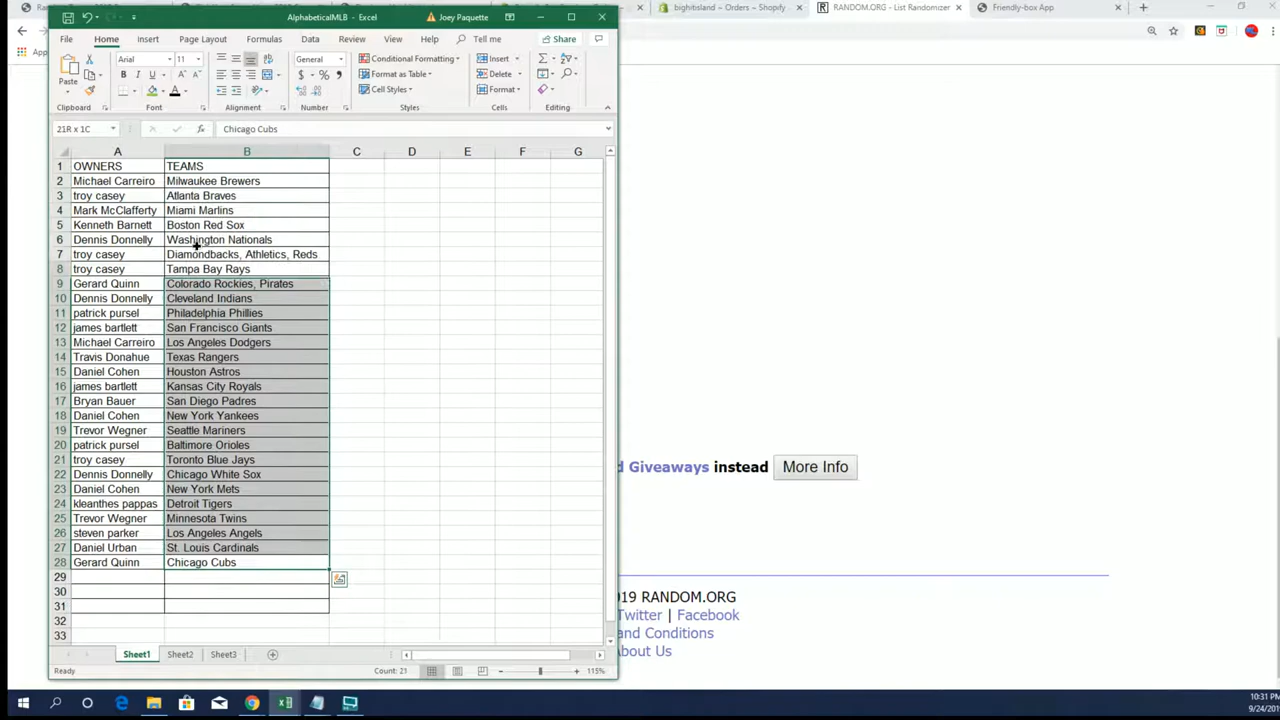 AlphabeticalMLB - Excel
Joey Paquette
bighitisland ~ Orders ~ Shopify
RANDOM.ORG - List Randomizer
Friendly-box App
File Home Insert Page Layout Formulas Data Review View Help Tell me Share
Paste
Arial 11
General
Conditional Formatting
Format as Table
Cell Styles
Insert
Delete
Format
Clipboard Font Alignment Number Styles Cells Editing
21R x 1C fx Chicago Cubs
A B C D E F G
1 OWNERS TEAMS
2 Michael Carreiro Milwaukee Brewers
3 troy casey Atlanta Braves
4 Mark McClafferty Miami Marlins
5 Kenneth Barnett Boston Red Sox
6 Dennis Donnelly Washington Nationals
7 troy casey Diamondbacks, Athletics, Reds
8 troy casey Tampa Bay Rays
9 Gerard Quinn Colorado Rockies, Pirates
10 Dennis Donnelly Cleveland Indians
11 patrick pursel Philadelphia Phillies
12 james bartlett San Francisco Giants
13 Michael Carreiro Los Angeles Dodgers
14 Travis Donahue Texas Rangers
15 Daniel Cohen Houston Astros
16 james bartlett Kansas City Royals
17 Bryan Bauer San Diego Padres
18 Daniel Cohen New York Yankees
19 Trevor Wegner Seattle Mariners
20 patrick pursel Baltimore Orioles
21 troy casey Toronto Blue Jays
22 Dennis Donnelly Chicago White Sox
23 Daniel Cohen New York Mets
24 kleanthes pappas Detroit Tigers
25 Trevor Wegner Minnesota Twins
26 steven parker Los Angeles Angels
27 Daniel Urban St. Louis Cardinals
28 Gerard Quinn Chicago Cubs
29
30
31
32
33
Sheet1 Sheet2 Sheet3
Ready Count: 21 115%
d Giveaways instead More Info
019 RANDOM.ORG
Twitter | Facebook
and Conditions
About Us
10:31 PM